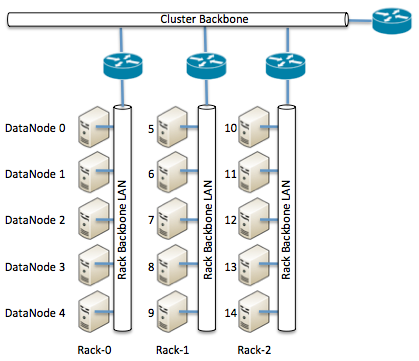 Cluster Backbone
DataNode 0
5
10
DataNode 1
6
11
DataNode 2
7
12
DataNode 3
8
13
DataNode 4
9
14
Rack Backbone LAN
Rack Backbone LAN
Rack Backbone LAN
Rack-0
Rack-1
Rack-2